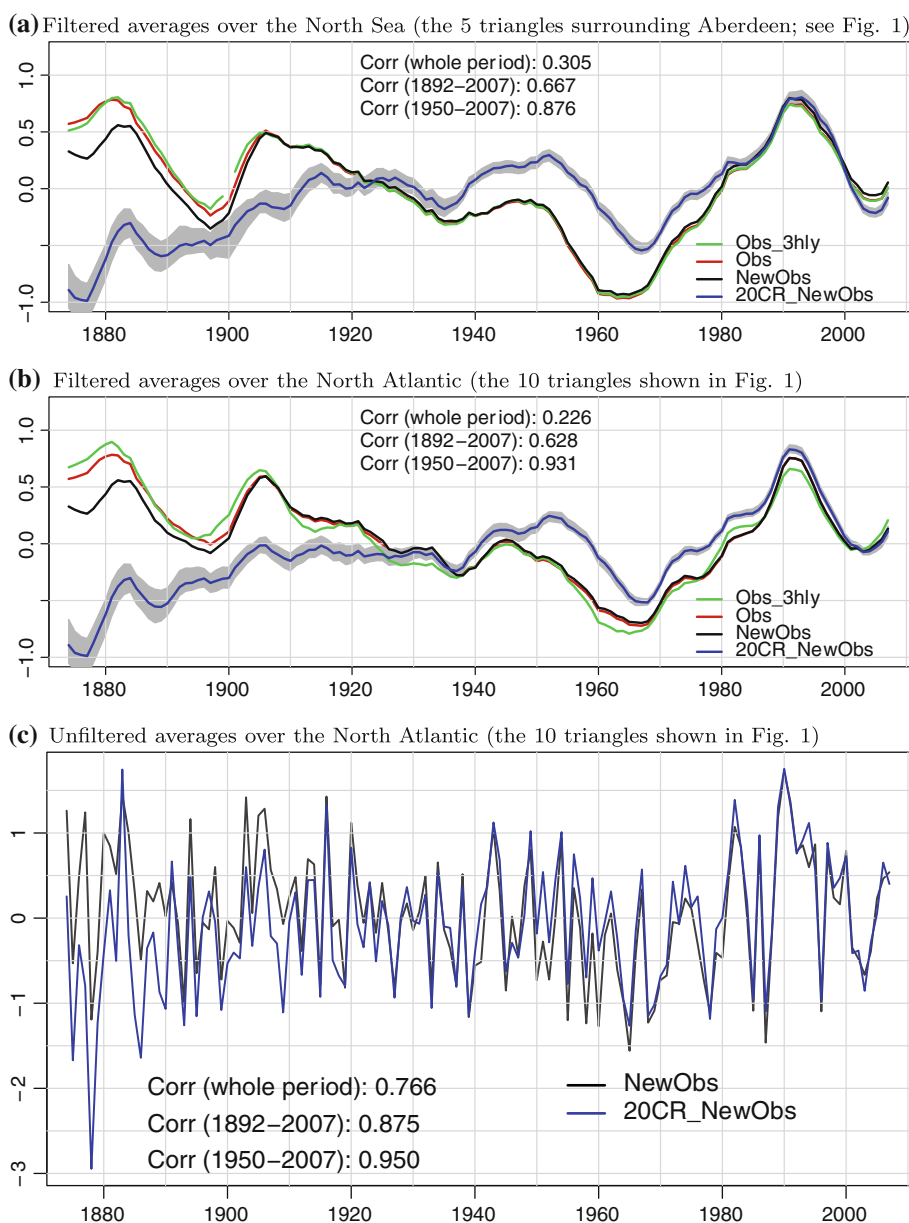 (a) Filtered averages over the North Sea (the 5 triangles surrounding Aberdeen; see Fig. 1)
Corr (whole period): 0.305
Corr (1892−2007): 0.667
Corr (1950−2007): 0.876
1.0
0.5
0.0
−1.0
Obs_3hly
Obs
NewObs
20CR_NewObs
1880 1900 1920 1940 1960 1980 2000
(b) Filtered averages over the North Atlantic (the 10 triangles shown in Fig. 1)
Corr (whole period): 0.226
Corr (1892−2007): 0.628
Corr (1950−2007): 0.931
1.0
0.5
0.0
−1.0
Obs_3hly
Obs
NewObs
20CR_NewObs
1880 1900 1920 1940 1960 1980 2000
(c) Unfiltered averages over the North Atlantic (the 10 triangles shown in Fig. 1)
1
0
−1
−2
−3
Corr (whole period): 0.766
Corr (1892−2007): 0.875
Corr (1950−2007): 0.950
NewObs
20CR_NewObs
1880 1900 1920 1940 1960 1980 2000